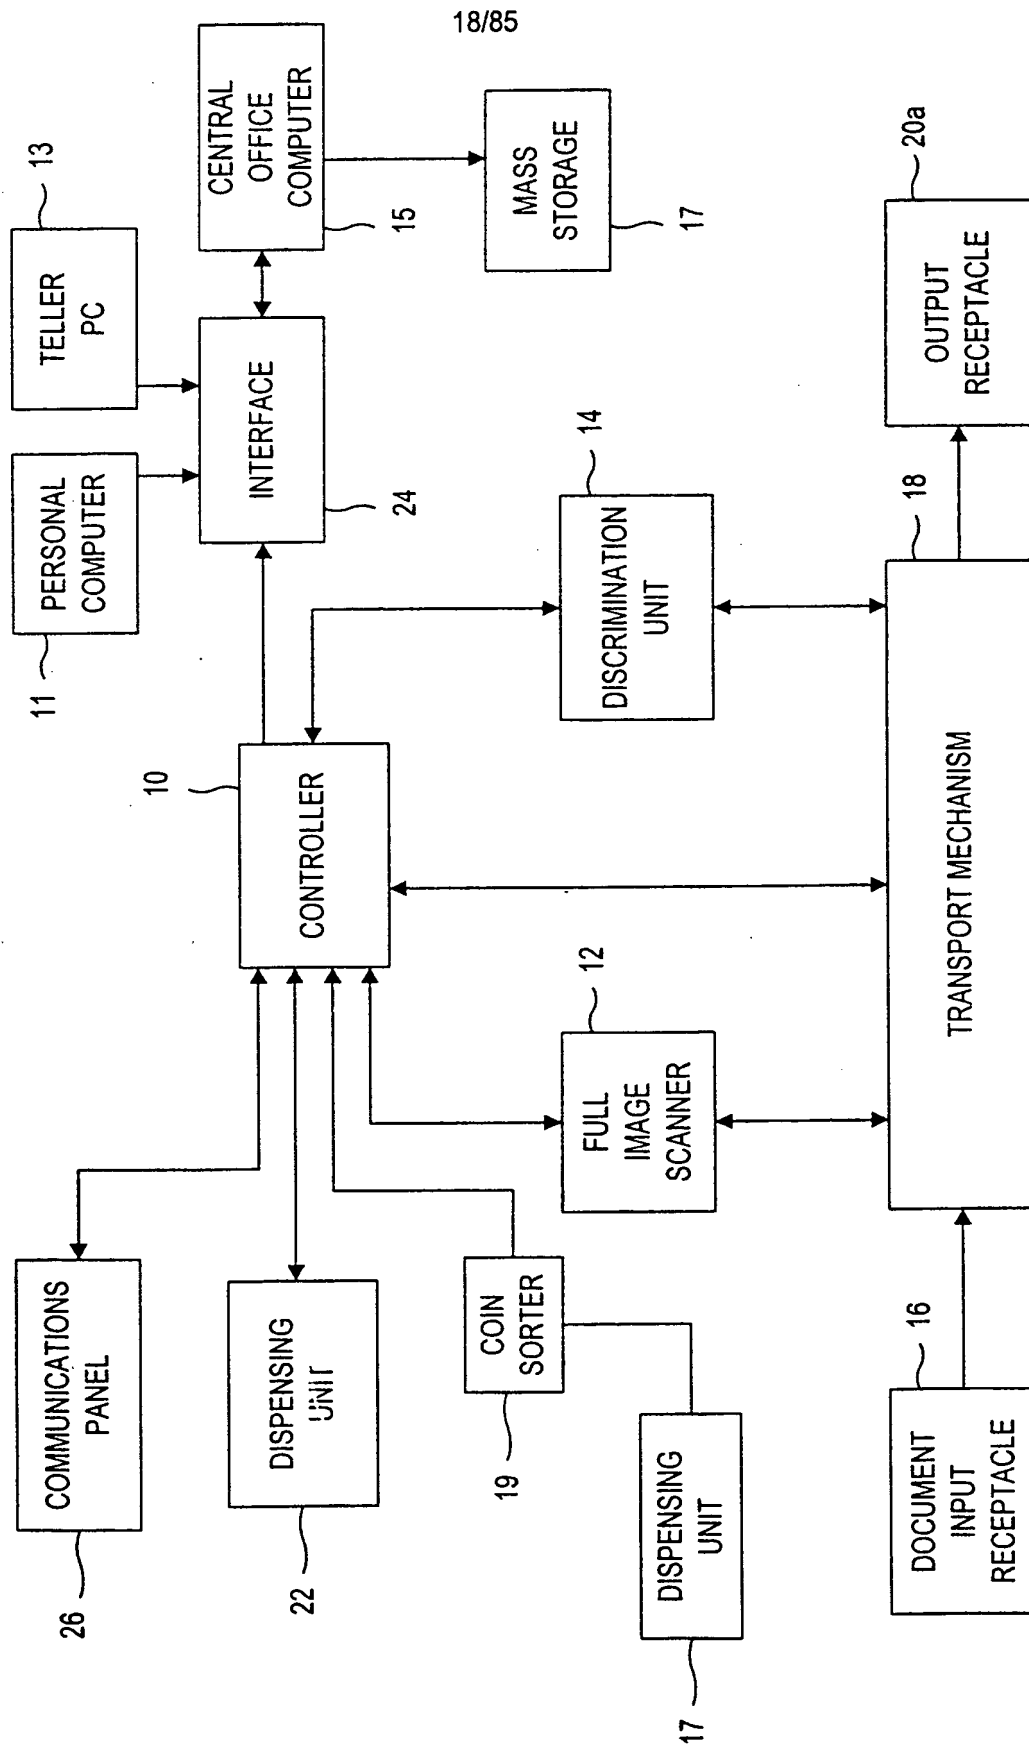 18/85
COMMUNICATIONS
PANEL
26
DISPENSING
UNIT
22
COIN
SORTER
19
DISPENSING
UNIT
17
DOCUMENT
INPUT
RECEPTACLE
16
FULL
IMAGE
SCANNER
12
CONTROLLER
10
TRANSPORT MECHANISM
18
DISCRIMINATION
UNIT
14
PERSONAL
COMPUTER
11
TELLER
PC
13
INTERFACE
24
CENTRAL
OFFICE
COMPUTER
15
MASS
STORAGE
17
OUTPUT
RECEPTACLE
20a